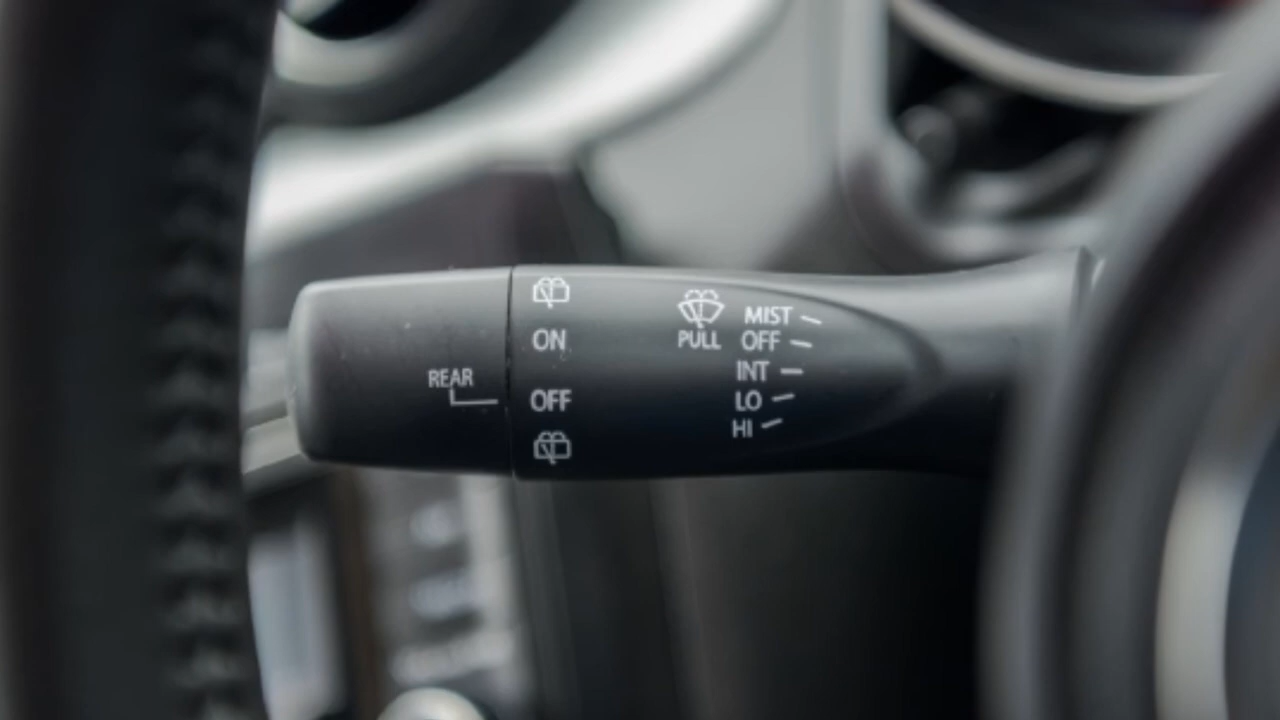 REAR
ON
OFF
PULL
MIST
OFF
INT
LO
HI